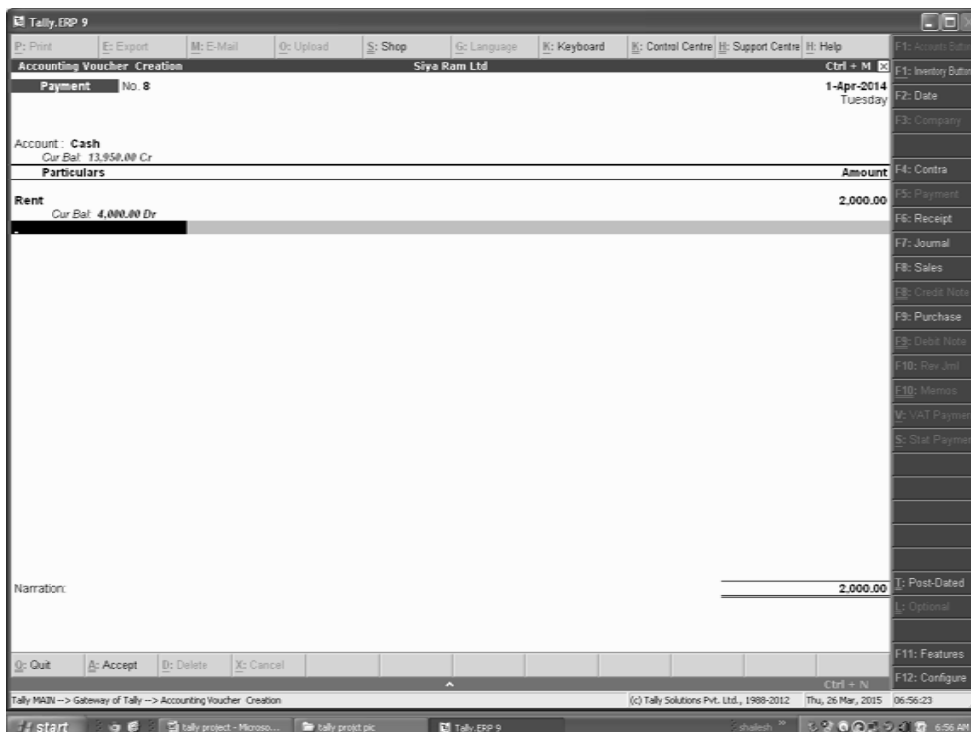 Tally.ERP 9
P: Print E: Export M: E-Mail O: Upload S: Shop G: Language K: Keyboard K: Control Centre H: Support Centre H: Help
Accounting Voucher Creation Siya Ram Ltd Ctrl + M
Payment No. 8 1-Apr-2014
Tuesday
Account : Cash
Cur Bal: 13,950.00 Cr
Particulars Amount
Rent 2,000.00
Cur Bal: 4,000.00 Dr
Narration: 2,000.00
F1: Accounts Button
F1: Inventory Button
F2: Date
F3: Company
F4: Contra
F5: Payment
F6: Receipt
F7: Journal
F8: Sales
F8: Credit Note
F9: Purchase
F9: Debit Note
F10: Rev Jrnl
F10: Memos
V: VAT Paymen
S: Stat Paymen
T: Post-Dated
L: Optional
F11: Features
F12: Configure
Q: Quit A: Accept D: Delete X: Cancel
Ctrl + N
Tally MAIN --> Gateway of Tally --> Accounting Voucher Creation (c) Tally Solutions Pvt. Ltd., 1988-2012 Thu, 26 Mar, 2015 06:56:23
start tally project - Microso... tally projkt pic Tally.ERP 9 shailesh 6:56 AM